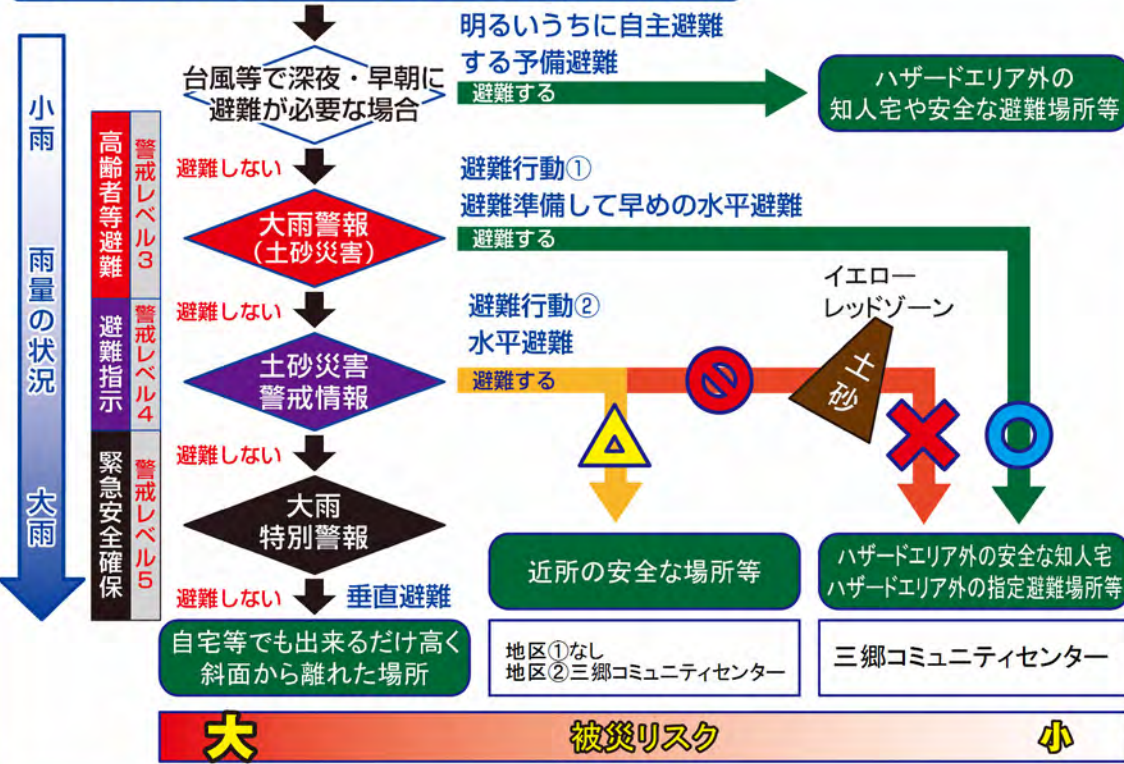 明るいうちに自主避難
する予備避難
避難する
台風等で深夜・早朝に
避難が必要な場合
ハザードエリア外の
知人宅や安全な避難場所等
小雨
雨量の状況
大雨
高齢者等避難
警戒レベル3
避難しない
避難行動①
避難準備して早めの水平避難
避難する
大雨警報
(土砂災害)
イエロー
レッドゾーン
避難指示
警戒レベル4
避難しない
避難行動②
水平避難
避難する
土砂災害
警戒情報
土砂
緊急安全確保
警戒レベル5
避難しない
大雨
特別警報
避難しない
垂直避難
近所の安全な場所等
ハザードエリア外の安全な知人宅
ハザードエリア外の指定避難場所等
自宅等でも出来るだけ高く
斜面から離れた場所
地区①なし
地区②三郷コミュニティセンター
三郷コミュニティセンター
大
被災リスク
小